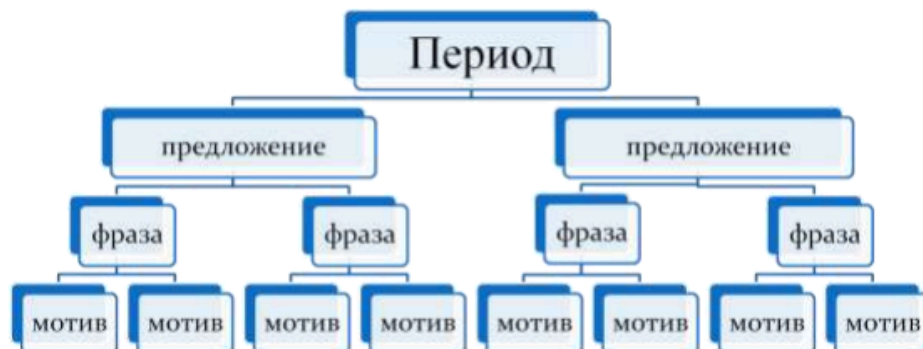 Период
предложение предложение
фраза фраза фраза фраза
мотив мотив мотив мотив мотив мотив мотив мотив